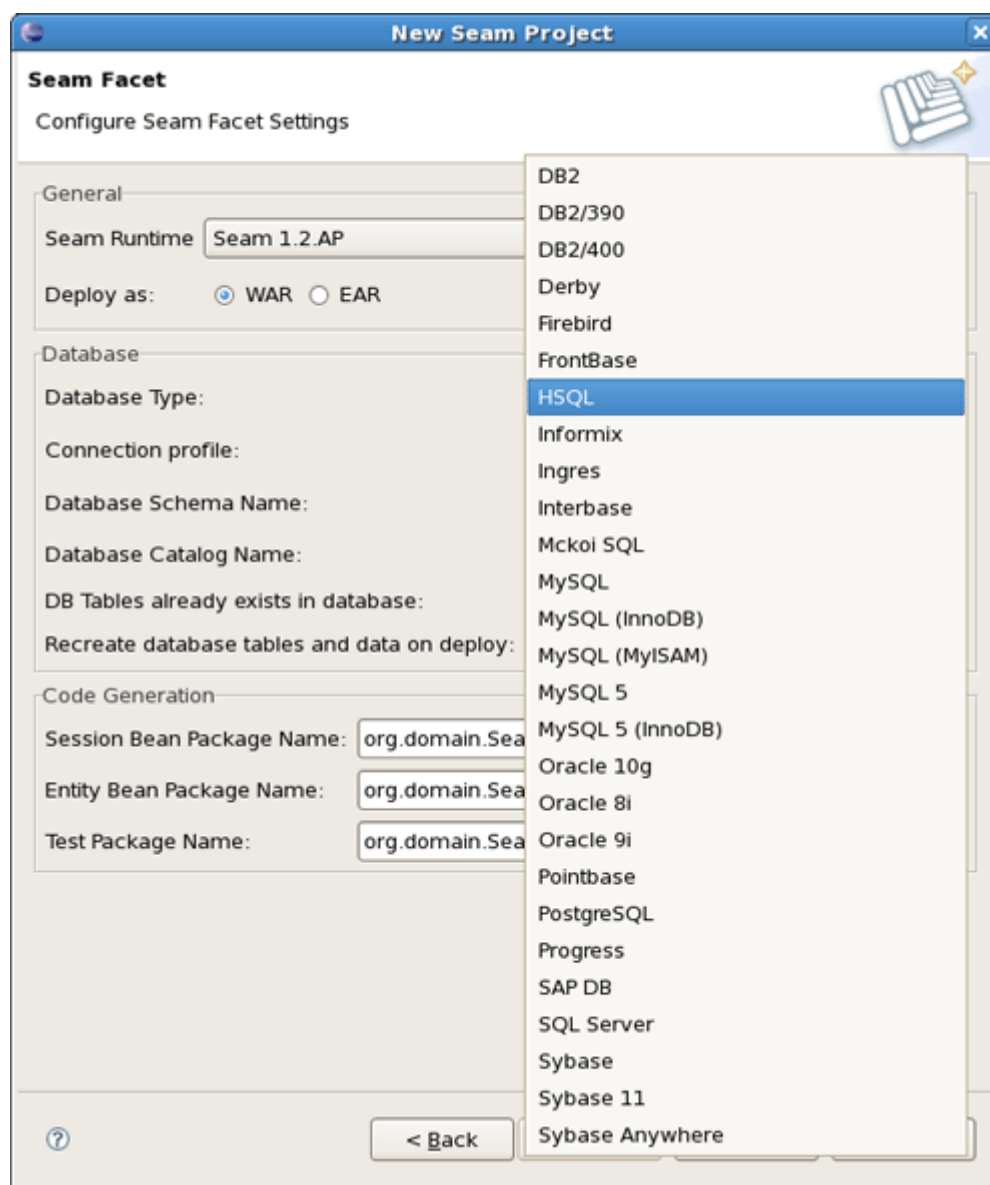 New Seam Project
Seam Facet
Configure Seam Facet Settings
General
Seam Runtime Seam 1.2.AP
Deploy as: WAR EAR
Database
Database Type:
Connection profile:
Database Schema Name:
Database Catalog Name:
DB Tables already exists in database:
Recreate database tables and data on deploy:
Code Generation
Session Bean Package Name: org.domain.Sea
Entity Bean Package Name: org.domain.Sea
Test Package Name: org.domain.Sea
DB2
DB2/390
DB2/400
Derby
Firebird
FrontBase
HSQL
Informix
Ingres
Interbase
Mckoi SQL
MySQL
MySQL (InnoDB)
MySQL (MyISAM)
MySQL 5
MySQL 5 (InnoDB)
Oracle 10g
Oracle 8i
Oracle 9i
Pointbase
PostgreSQL
Progress
SAP DB
SQL Server
Sybase
Sybase 11
Sybase Anywhere
< Back